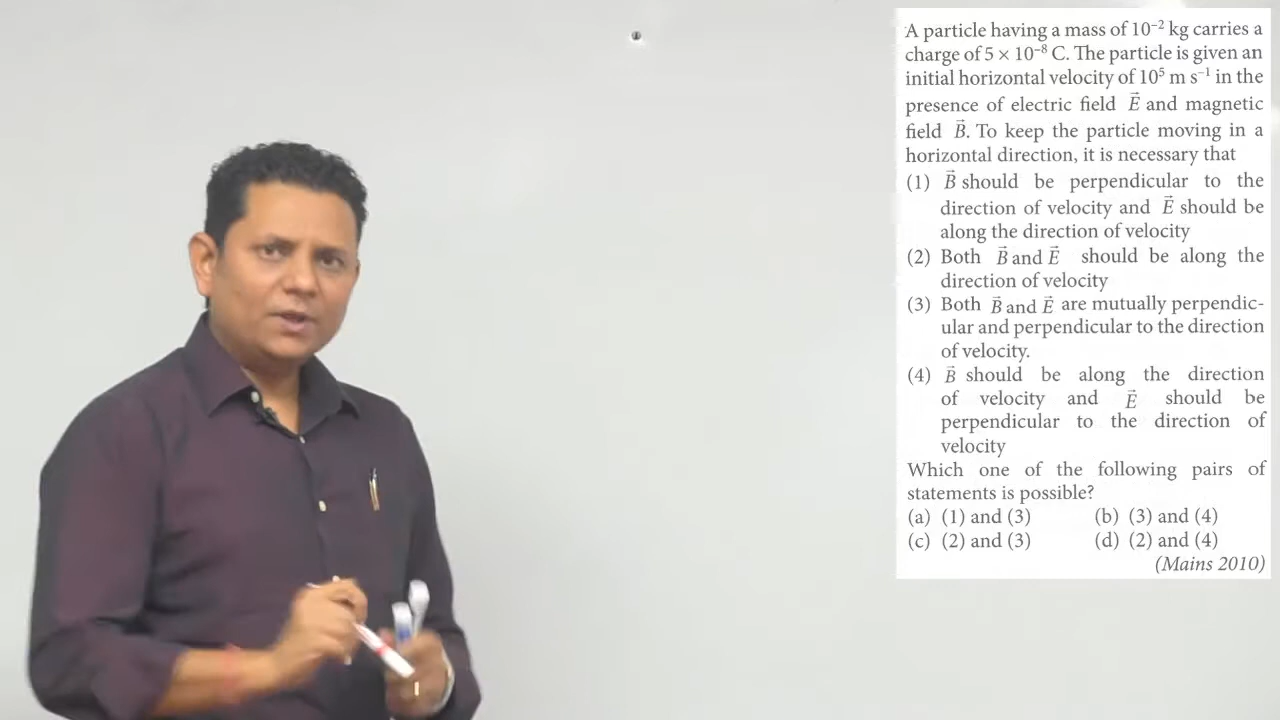 A particle having a mass of 10⁻² kg carries a
charge of 5 × 10⁻⁸ C. The particle is given an
initial horizontal velocity of 10⁵ m s⁻¹ in the
presence of electric field E⃗ and magnetic
field B⃗. To keep the particle moving in a
horizontal direction, it is necessary that
(1) B⃗ should be perpendicular to the
direction of velocity and E⃗ should be
along the direction of velocity
(2) Both B⃗ and E⃗ should be along the
direction of velocity
(3) Both B⃗ and E⃗ are mutually perpendic-
ular and perpendicular to the direction
of velocity.
(4) B⃗ should be along the direction
of velocity and E⃗ should be
perpendicular to the direction of
velocity
Which one of the following pairs of
statements is possible?
(a) (1) and (3) (b) (3) and (4)
(c) (2) and (3) (d) (2) and (4)
(Mains 2010)